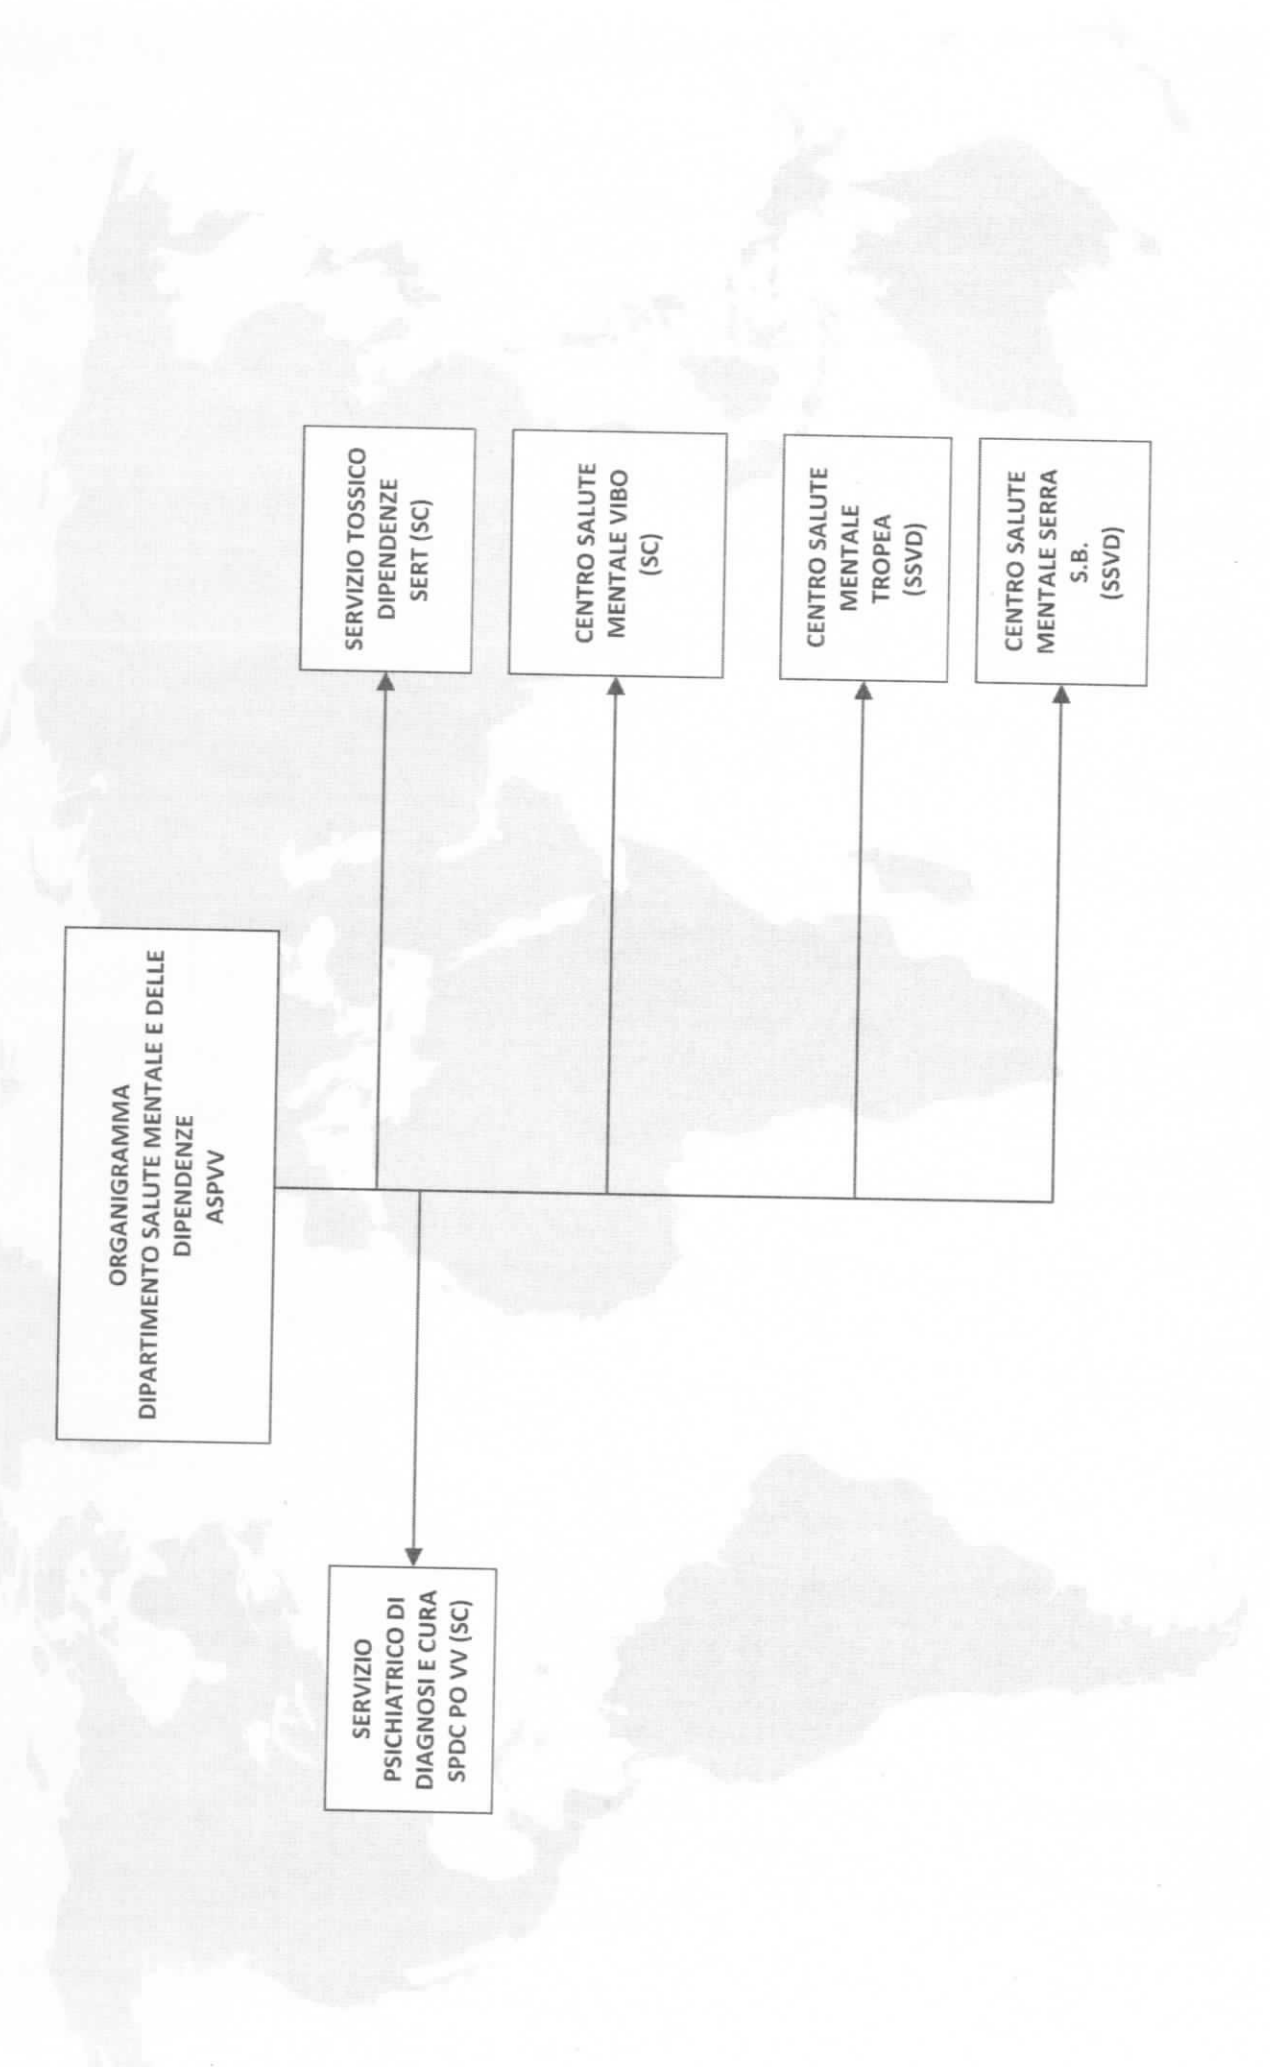 ORGANIGRAMMA
DIPARTIMENTO SALUTE MENTALE E DELLE
DIPENDENZE
ASPVV
SERVIZIO
PSICHIATRICO DI
DIAGNOSI E CURA
SPDC PO VV (SC)
SERVIZIO TOSSICO
DIPENDENZE
SERT (SC)
CENTRO SALUTE
MENTALE VIBO
(SC)
CENTRO SALUTE
MENTALE
TROPEA
(SSVD)
CENTRO SALUTE
MENTALE SERRA
S.B.
(SSVD)